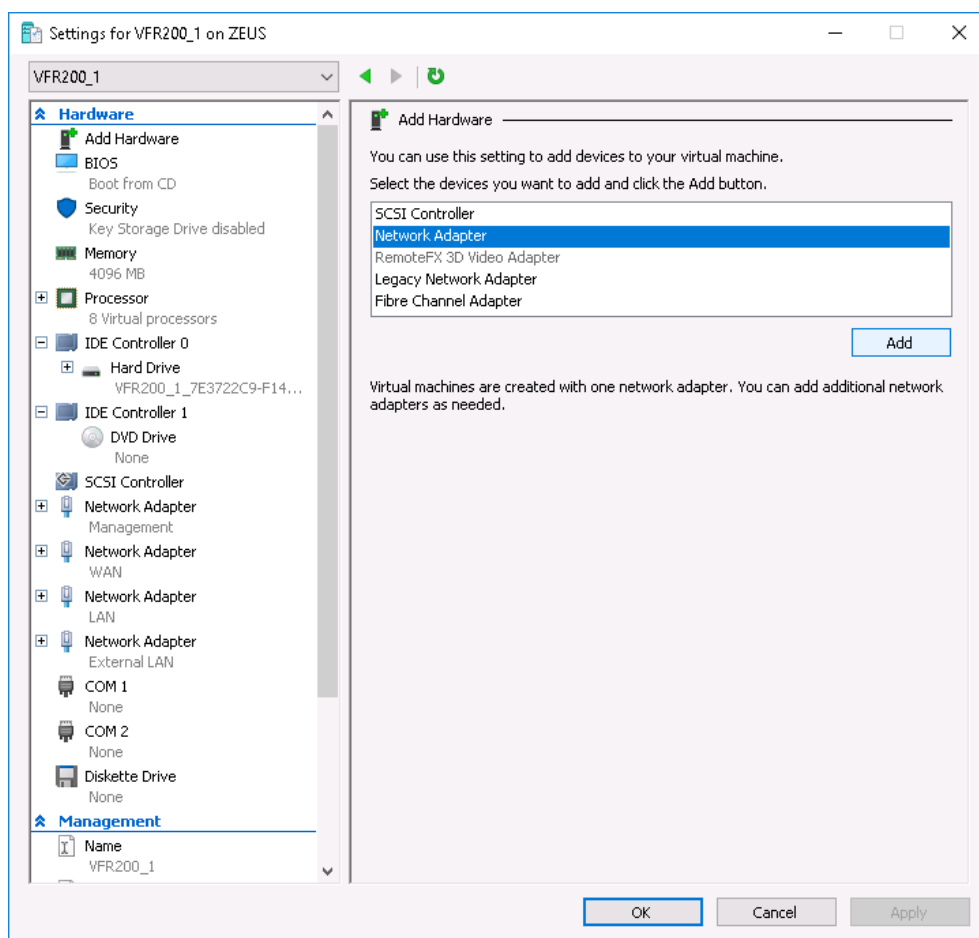 Settings for VFR200_1 on ZEUS
VFR200_1
Hardware
Add Hardware
BIOS
Boot from CD
Security
Key Storage Drive disabled
Memory
4096 MB
Processor
8 Virtual processors
IDE Controller 0
Hard Drive
VFR200_1_7E3722C9-F14...
IDE Controller 1
DVD Drive
None
SCSI Controller
Network Adapter
Management
Network Adapter
WAN
Network Adapter
LAN
Network Adapter
External LAN
COM 1
None
COM 2
None
Diskette Drive
None
Management
Name
VFR200_1
Add Hardware
You can use this setting to add devices to your virtual machine.
Select the devices you want to add and click the Add button.
SCSI Controller
Network Adapter
RemoteFX 3D Video Adapter
Legacy Network Adapter
Fibre Channel Adapter
Add
Virtual machines are created with one network adapter. You can add additional network
adapters as needed.
OK
Cancel
Apply